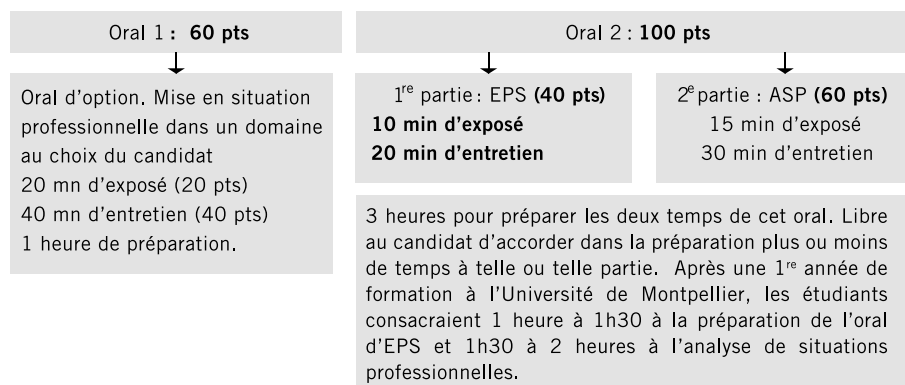 Oral 1 : 60 pts
Oral d'option. Mise en situation
professionnelle dans un domaine
au choix du candidat
20 mn d'exposé (20 pts)
40 mn d'entretien (40 pts)
1 heure de préparation.
Oral 2 : 100 pts
1re partie : EPS (40 pts)
10 min d'exposé
20 min d'entretien
2e partie : ASP (60 pts)
15 min d'exposé
30 min d'entretien
3 heures pour préparer les deux temps de cet oral. Libre
au candidat d'accorder dans la préparation plus ou moins
de temps à telle ou telle partie. Après une 1re année de
formation à l'Université de Montpellier, les étudiants
consacraient 1 heure à 1h30 à la préparation de l'oral
d'EPS et 1h30 à 2 heures à l'analyse de situations
professionnelles.